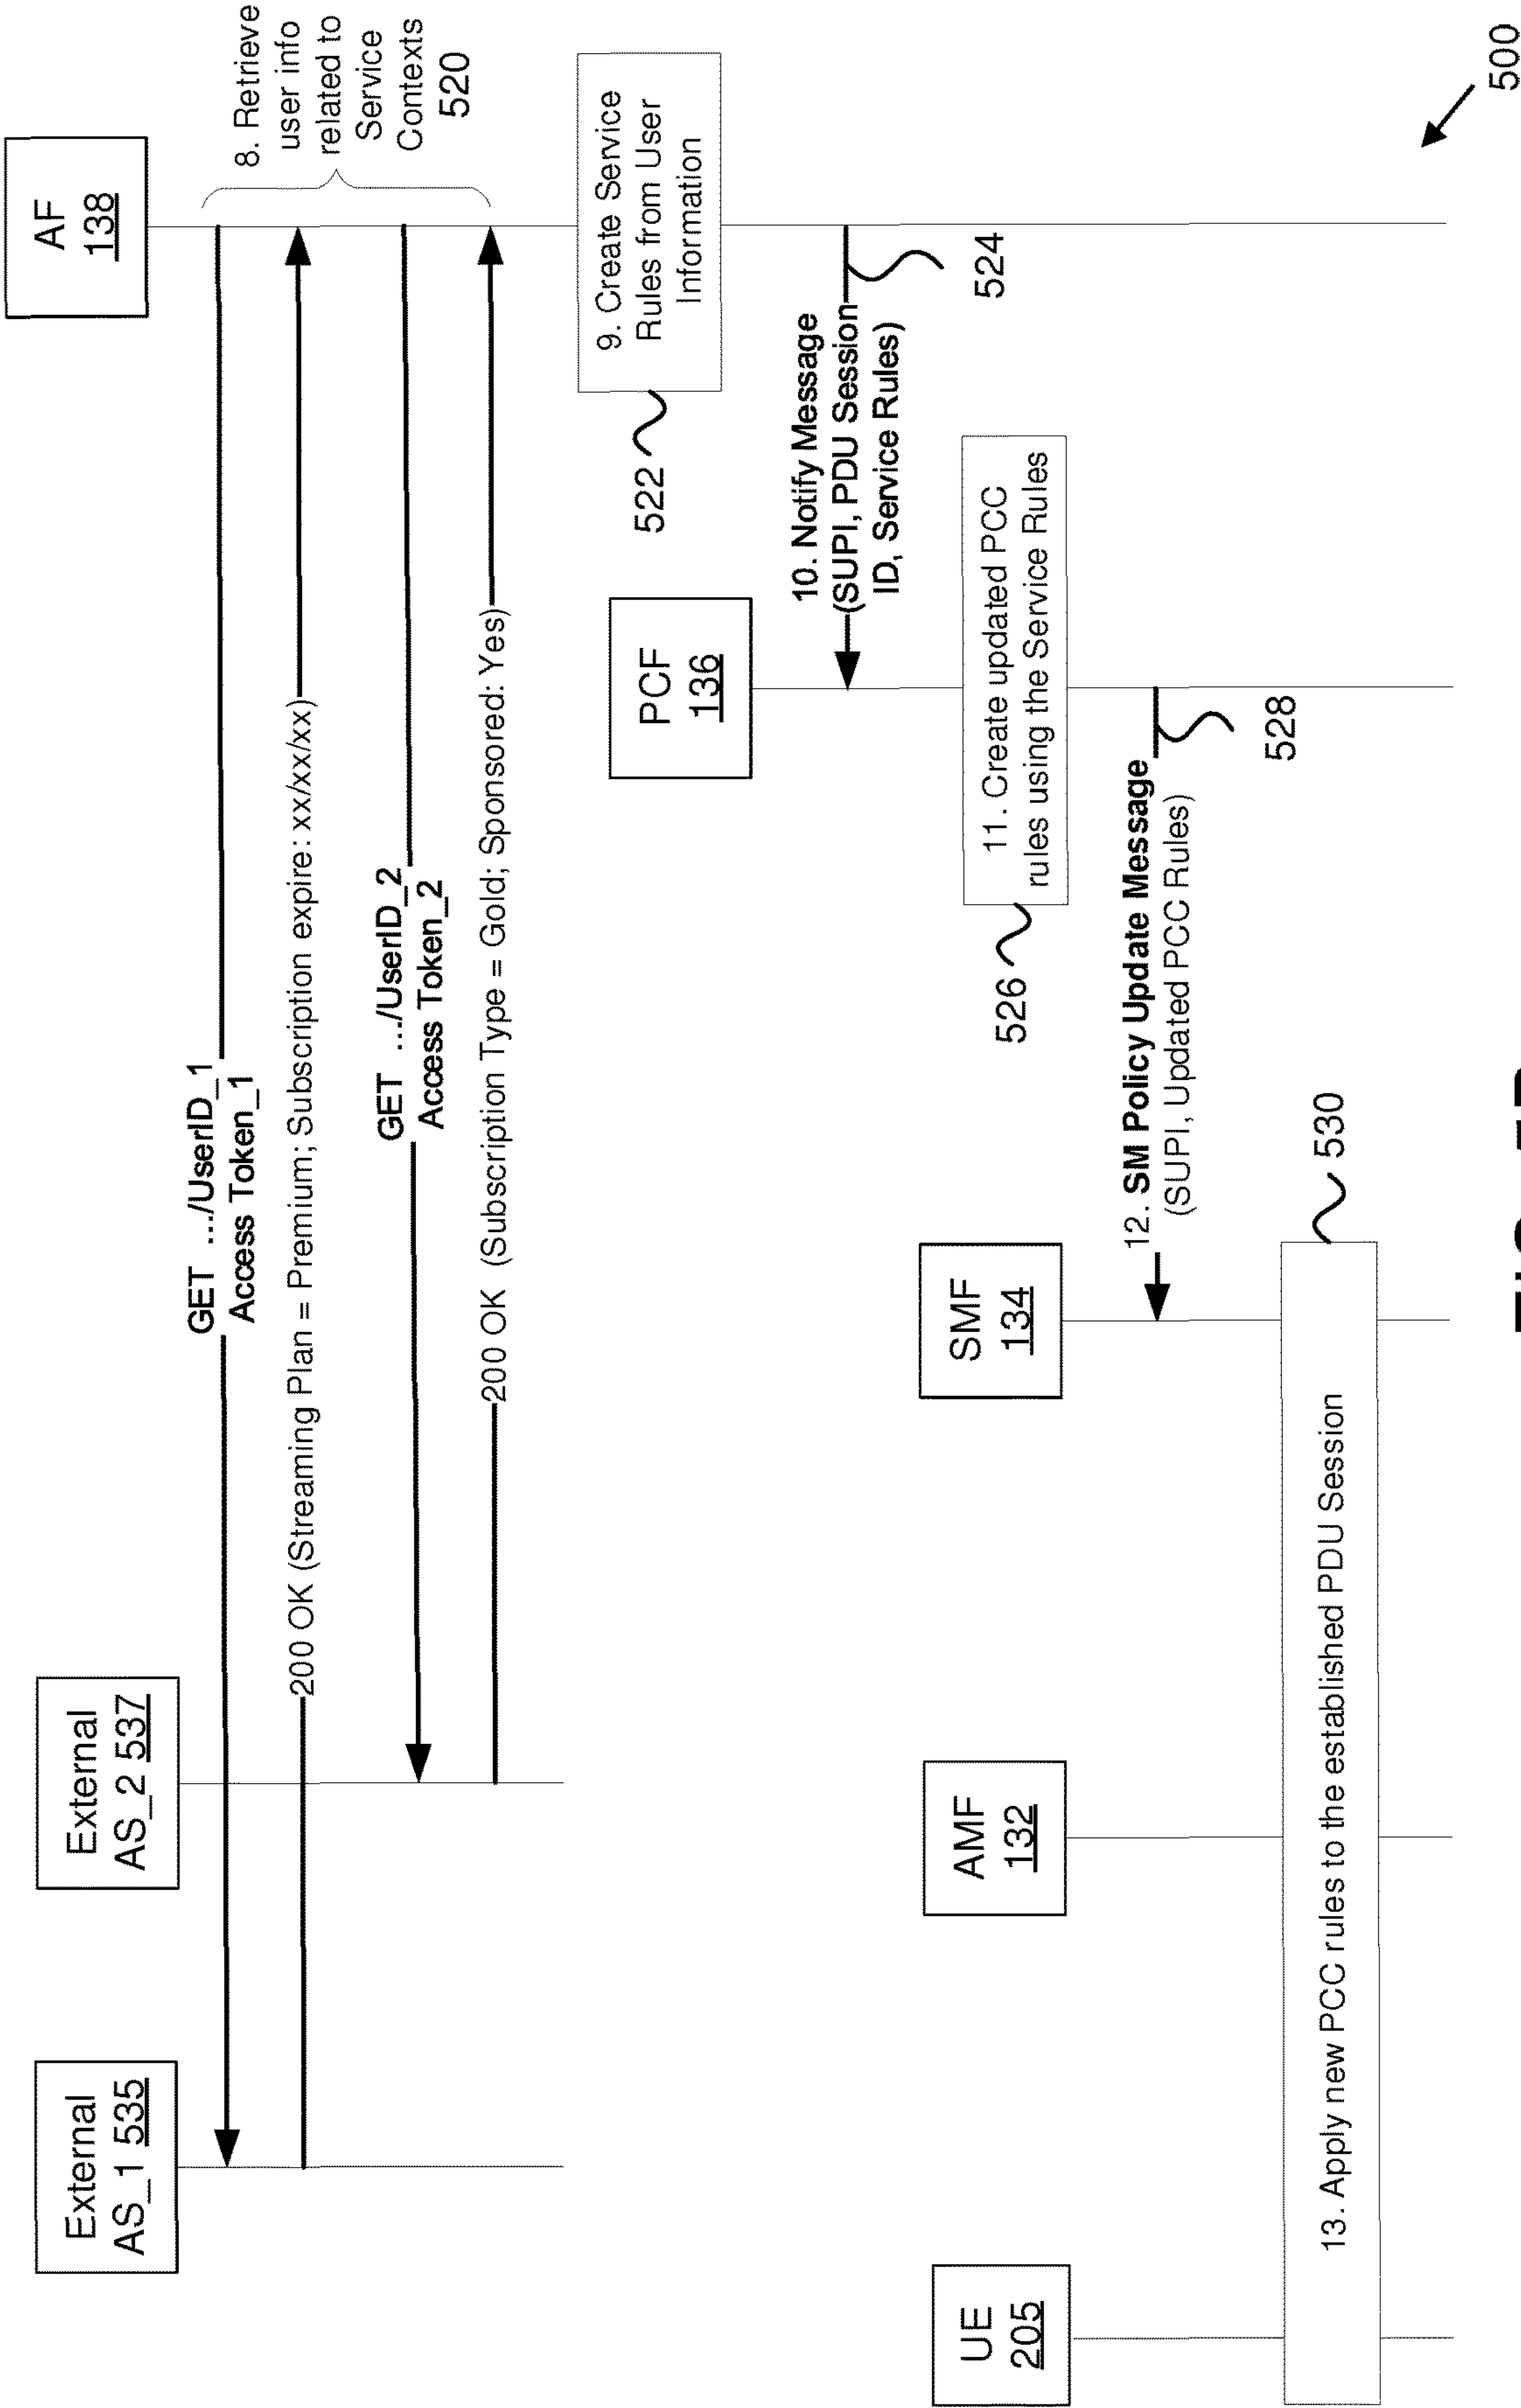 External
AS_1 535
External
AS_2 537
AF
138
GET …/UserID_1
Access Token_1
200 OK (Streaming Plan = Premium; Subscription expire: xx/xx/xx)
GET …/UserID_2
Access Token_2
200 OK (Subscription Type = Gold; Sponsored: Yes)
8. Retrieve
user info
related to
Service
Contexts
520
9. Create Service
Rules from User
Information
522
PCF
136
10. Notify Message
(SUPI, PDU Session
ID, Service Rules)
524
UE
205
AMF
132
SMF
134
11. Create updated PCC
rules using the Service Rules
526
12. SM Policy Update Message
(SUPI, Updated PCC Rules)
528
13. Apply new PCC rules to the established PDU Session
530
500